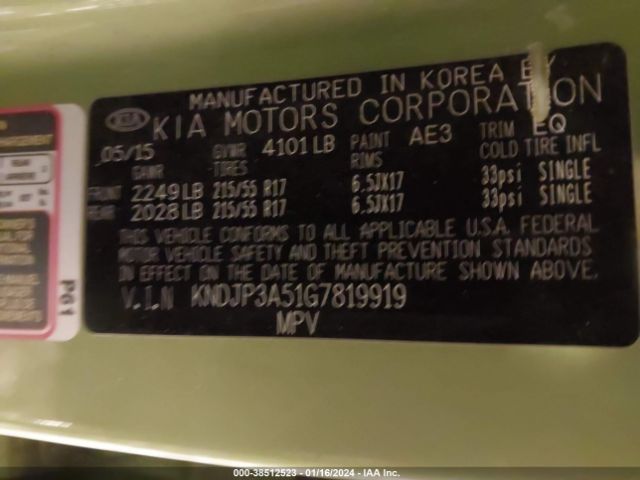 MANUFACTURED IN KOREA BY
KIA KIA MOTORS CORPORATION
05/15 GVWR 4101 LB PAINT AE3 TRIM EQ
GAWR TIRES RIMS COLD TIRE INFL
FRONT 2249 LB 215/55 R17 6.5JX17 33psi SINGLE
REAR 2028 LB 215/55 R17 6.5JX17 33psi SINGLE
THIS VEHICLE CONFORMS TO ALL APPLICABLE U.S.A. FEDERAL
MOTOR VEHICLE SAFETY AND THEFT PREVENTION STANDARDS
IN EFFECT ON THE DATE OF MANUFACTURE SHOWN ABOVE.
V.I.N KNDJP3A51G7819919
MPV
P61
000-38512523 - 01/16/2024 - IAA Inc.